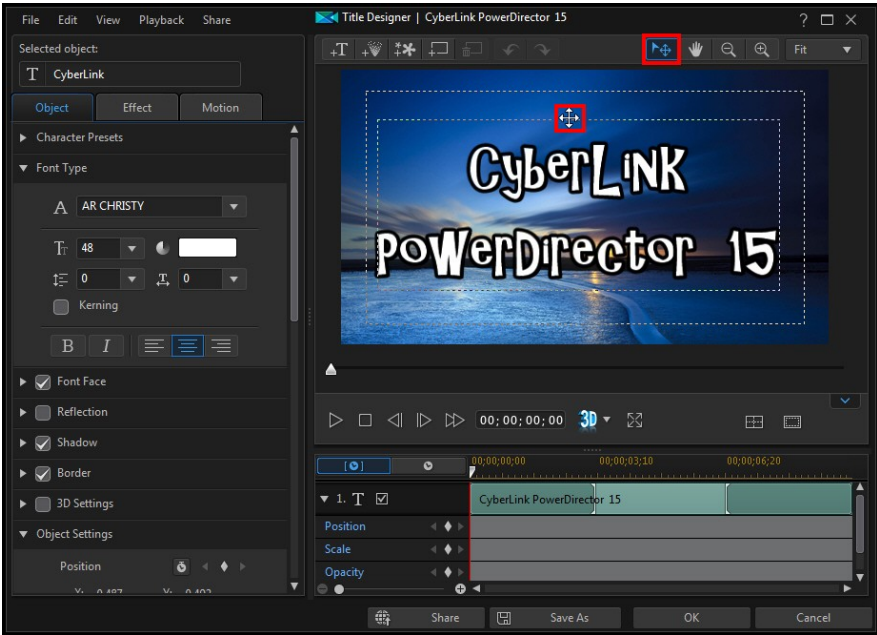 File Edit View Playback Share
Title Designer | CyberLink PowerDirector 15
Selected object:
T CyberLink
Object Effect Motion
Character Presets
Font Type
A AR CHRISTY
48
0 0
Kerning
B I
Font Face
Reflection
Shadow
Border
3D Settings
Object Settings
Position
+T
Fit
CyberLink
PowerDirector 15
00;00;00;00 3D
00;00;00;00 00;00;03;10 00;00;06;20
1. T CyberLink PowerDirector 15
Position
Scale
Opacity
Share Save As OK Cancel